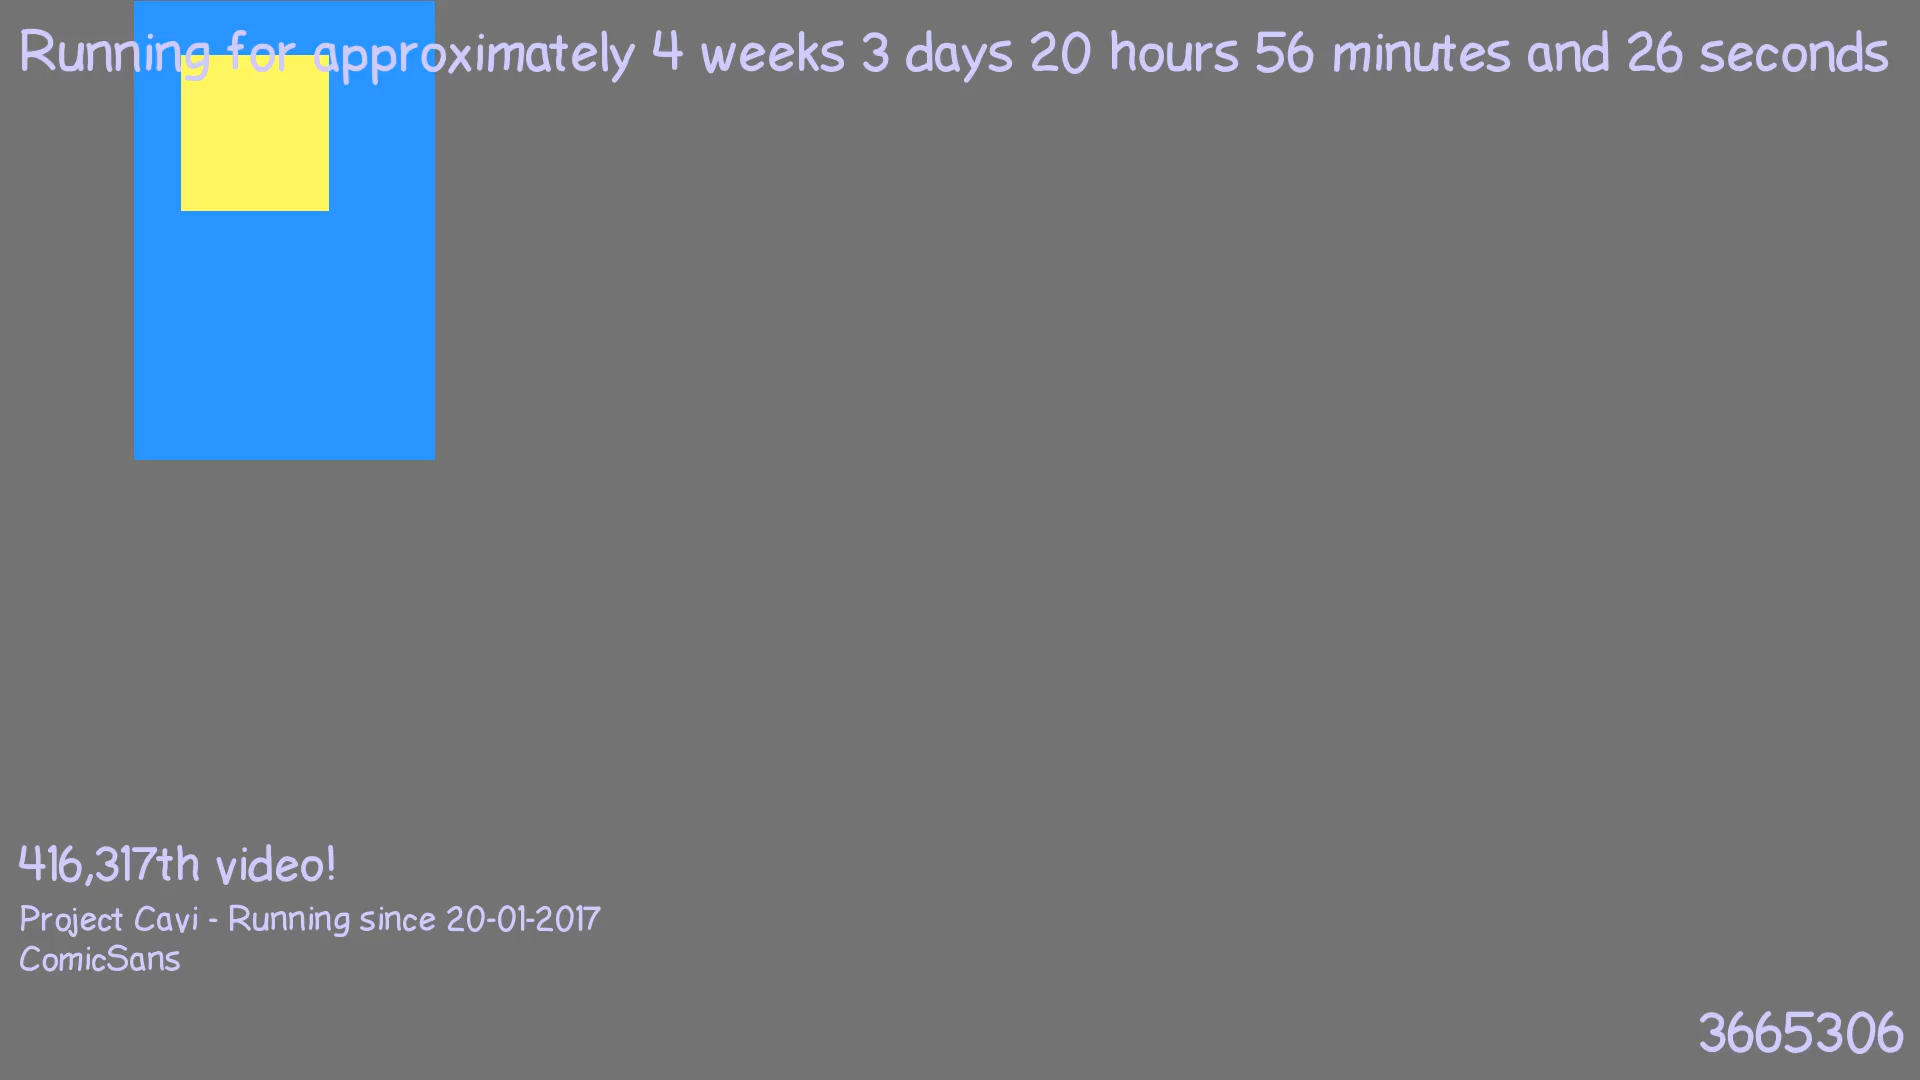 Running for approximately 4 weeks 3 days 20 hours 56 minutes and 26 seconds
416,317th video!
Project Cavi - Running since 20-01-2017
ComicSans
3665306